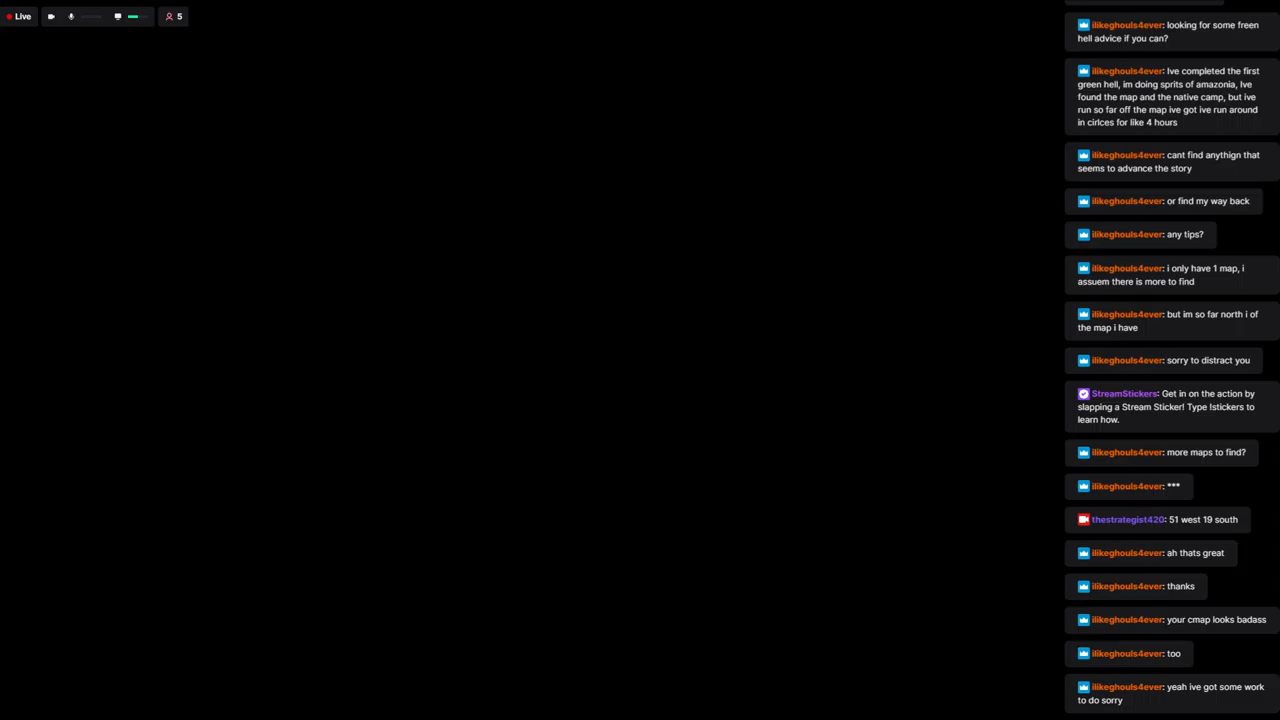 Live
5
ilikeghouls4ever: looking for some freen
hell advice if you can?
ilikeghouls4ever: Ive completed the first
green hell, im doing sprits of amazonia, Ive
found the map and the native camp, but ive
run so far off the map ive got ive run around
in cirlces for like 4 hours
ilikeghouls4ever: cant find anythign that
seems to advance the story
ilikeghouls4ever: or find my way back
ilikeghouls4ever: any tips?
ilikeghouls4ever: i only have 1 map, i
assuem there is more to find
ilikeghouls4ever: but im so far north i of
the map i have
ilikeghouls4ever: sorry to distract you
StreamStickers: Get in on the action by
slapping a Stream Sticker! Type !stickers to
learn how.
ilikeghouls4ever: more maps to find?
ilikeghouls4ever: ***
thestrategist420: 51 west 19 south
ilikeghouls4ever: ah thats great
ilikeghouls4ever: thanks
ilikeghouls4ever: your cmap looks badass
ilikeghouls4ever: too
ilikeghouls4ever: yeah ive got some work
to do sorry